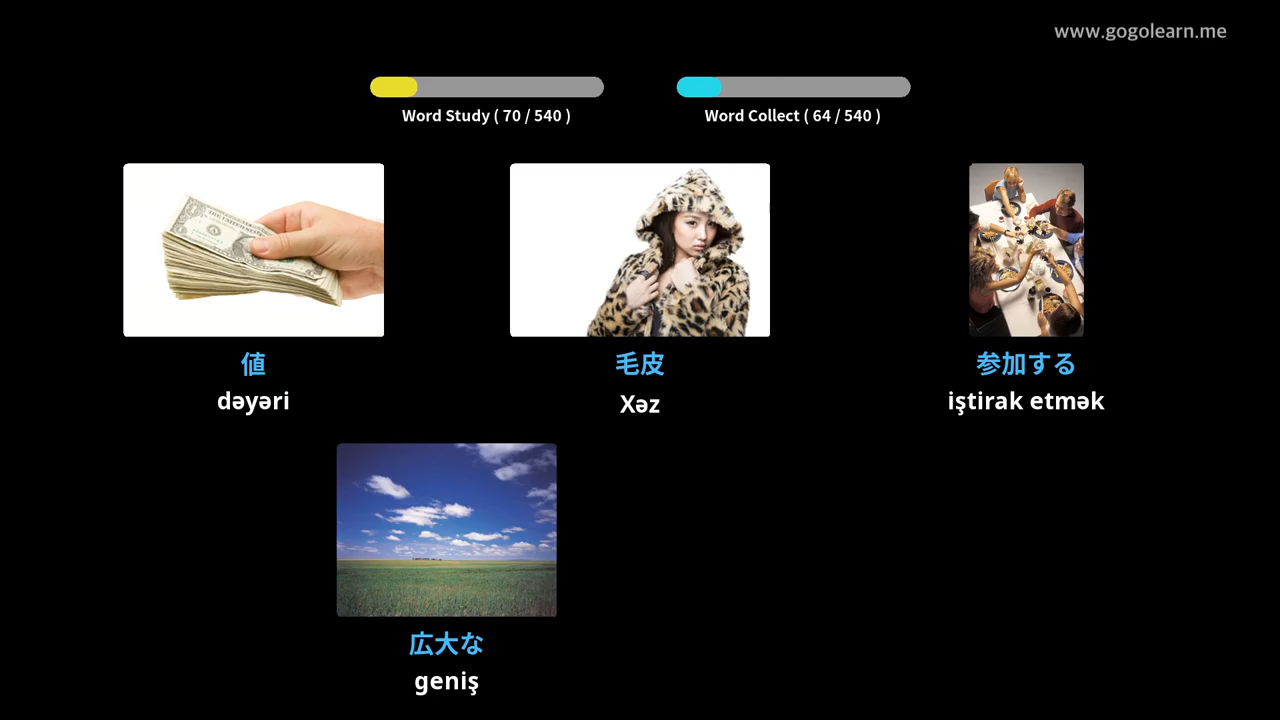 www.gogolearn.me
Word Study ( 70 / 540 )
Word Collect ( 64 / 540 )
値
dəyəri
毛皮
Xəz
参加する
iştirak etmək
広大な
geniş